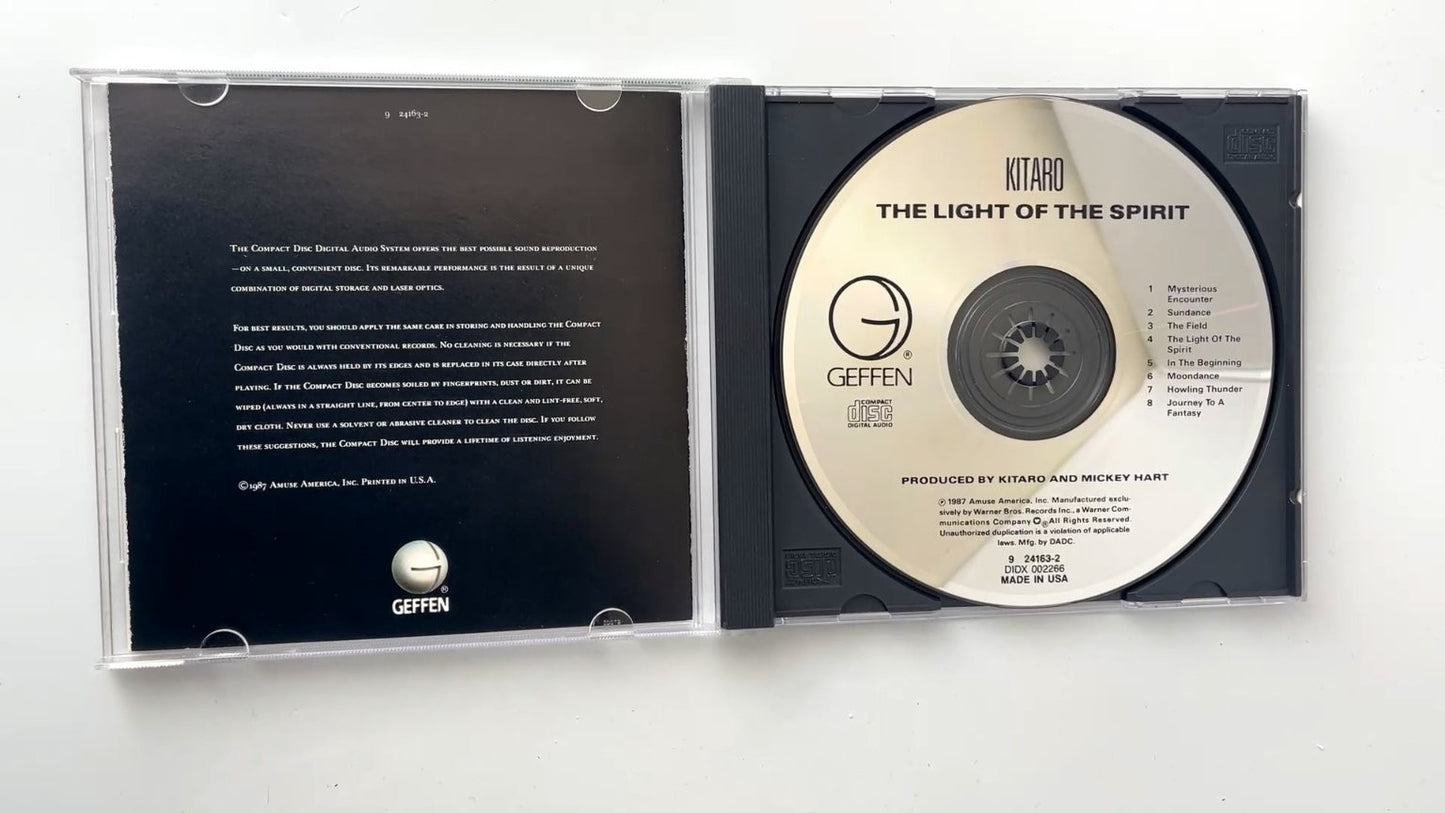 9 24163-2
The Compact Disc Digital Audio System offers the best possible sound reproduction
—on a small, convenient disc. Its remarkable performance is the result of a unique
combination of digital storage and laser optics.
For best results, you should apply the same care in storing and handling the Compact
Disc as you would with conventional records. No cleaning is necessary if the
Compact Disc is always held by its edges and is replaced in its case directly after
playing. If the Compact Disc becomes soiled by fingerprints, dust or dirt, it can be
wiped (always in a straight line, from center to edge) with a clean and lint-free, soft,
dry cloth. Never use a solvent or abrasive cleaner to clean the disc. If you follow
these suggestions, the Compact Disc will provide a lifetime of listening enjoyment.
©1987 Amuse America, Inc. Printed in U.S.A.
®
GEFFEN
KITARO
THE LIGHT OF THE SPIRIT
®
GEFFEN
COMPACT
disc
DIGITAL AUDIO
1 Mysterious
Encounter
2 Sundance
3 The Field
4 The Light Of The
Spirit
5 In The Beginning
6 Moondance
7 Howling Thunder
8 Journey To A
Fantasy
PRODUCED BY KITARO AND MICKEY HART
℗ 1987 Amuse America, Inc. Manufactured exclu-
sively by Warner Bros. Records Inc., a Warner Com-
munications Company ® All Rights Reserved.
Unauthorized duplication is a violation of applicable
laws. Mfg. by DADC.
9 24163-2
DIDX 002266
MADE IN USA
COMPACT
disc
DIGITAL AUDIO